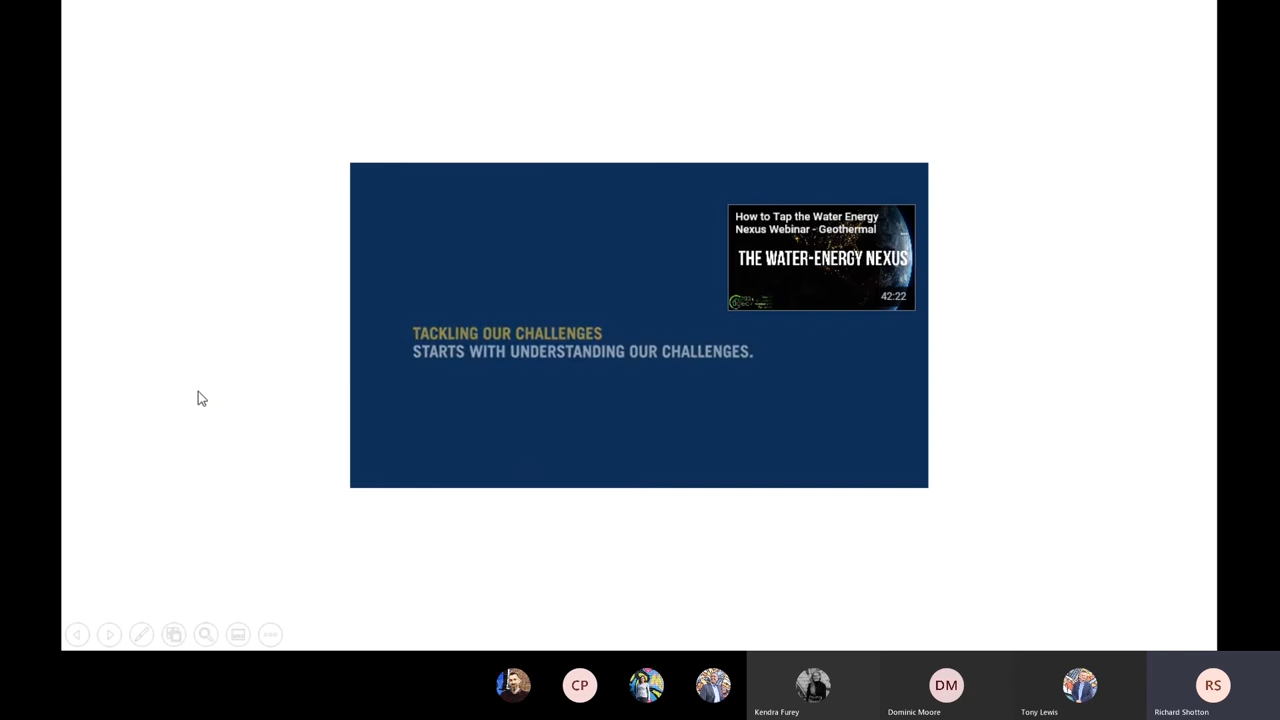 How to Tap the Water Energy
Nexus Webinar - Geothermal
THE WATER-ENERGY NEXUS
42:22
TACKLING OUR CHALLENGES
STARTS WITH UNDERSTANDING OUR CHALLENGES.
CP
DM
RS
Kendra Furey
Dominic Moore
Tony Lewis
Richard Shotton